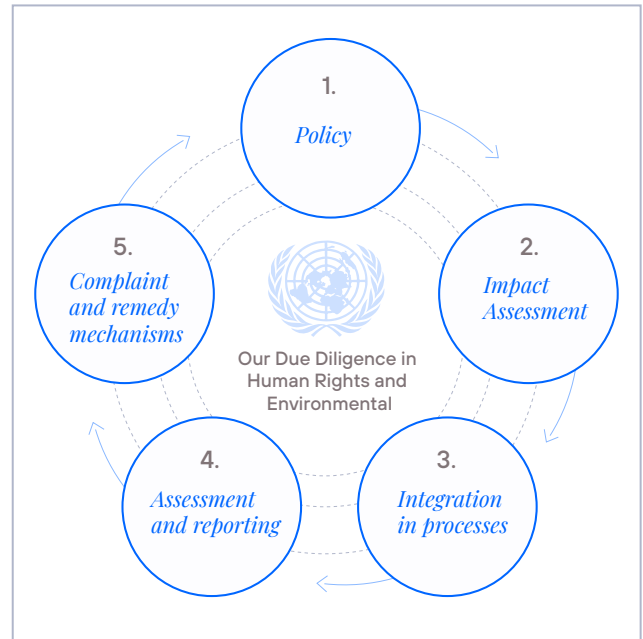 1.
Policy
2.
Impact
Assessment
3.
Integration
in processes
4.
Assessment
and reporting
5.
Complaint
and remedy
mechanisms
Our Due Diligence in
Human Rights and
Environmental